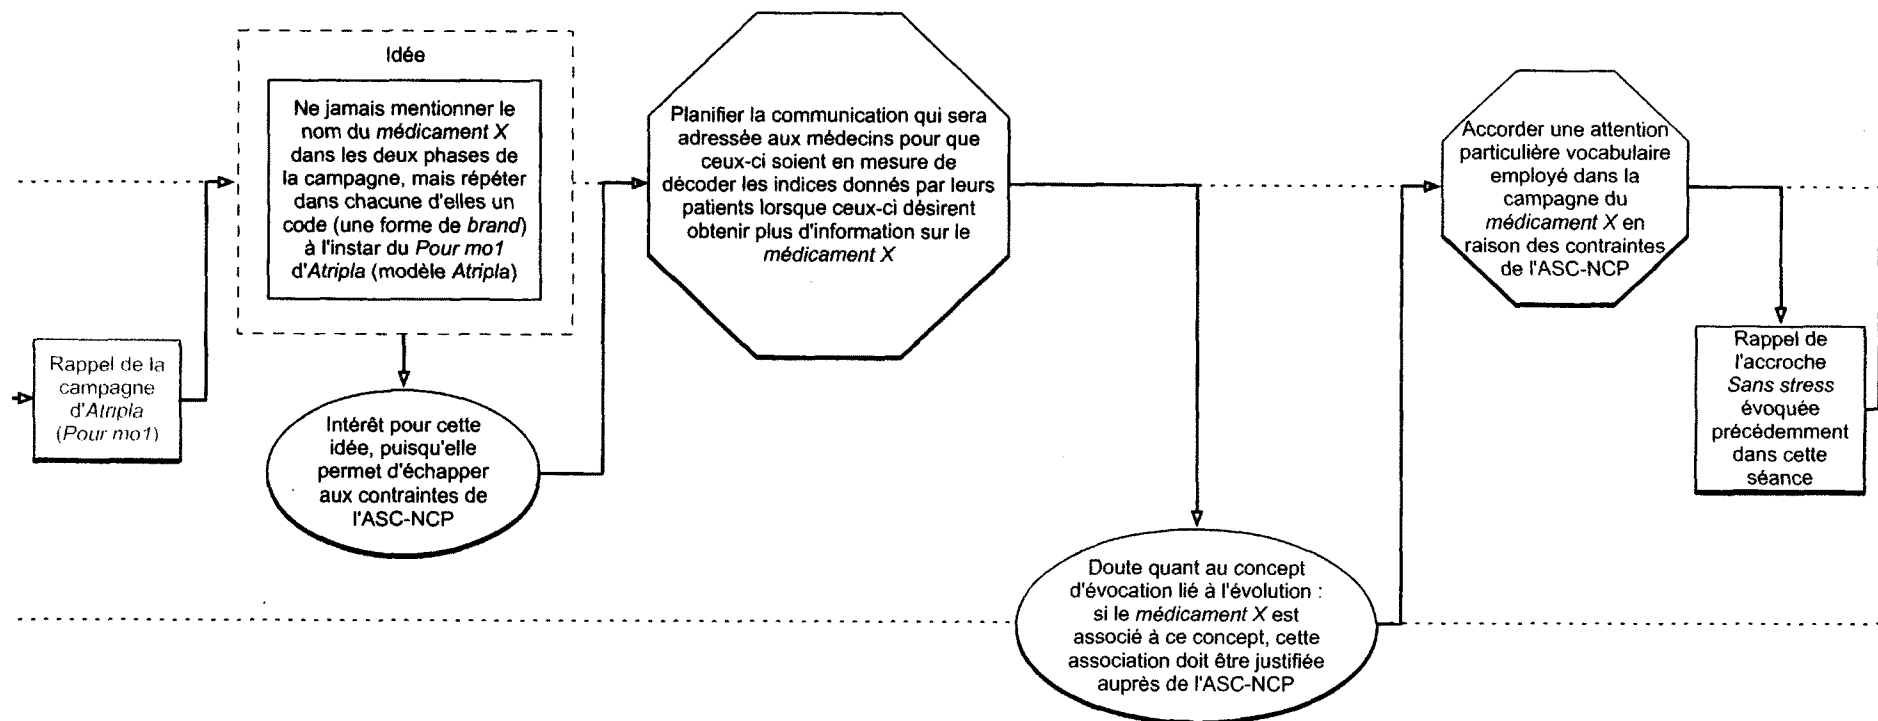 Rappel de la
campagne
d'Atripla
(Pour mo1)
Idée
Ne jamais mentionner le
nom du médicament X
dans les deux phases de
la campagne, mais répéter
dans chacune d'elles un
code (une forme de brand)
à l'instar du Pour mo1
d'Atripla (modèle Atripla)
Intérêt pour cette
idée, puisqu'elle
permet d'échapper
aux contraintes de
l'ASC-NCP
Planifier la communication qui sera
adressée aux médecins pour que
ceux-ci soient en mesure de
décoder les indices donnés par leurs
patients lorsque ceux-ci désirent
obtenir plus d'information sur le
médicament X
Doute quant au concept
d'évocation lié à l'évolution :
si le médicament X est
associé à ce concept, cette
association doit être justifiée
auprès de l'ASC-NCP
Accorder une attention
particulière vocabulaire
employé dans la
campagne du
médicament X en
raison des contraintes
de l'ASC-NCP
Rappel de
l'accroche
Sans stress
évoquée
précédemment
dans cette
séance